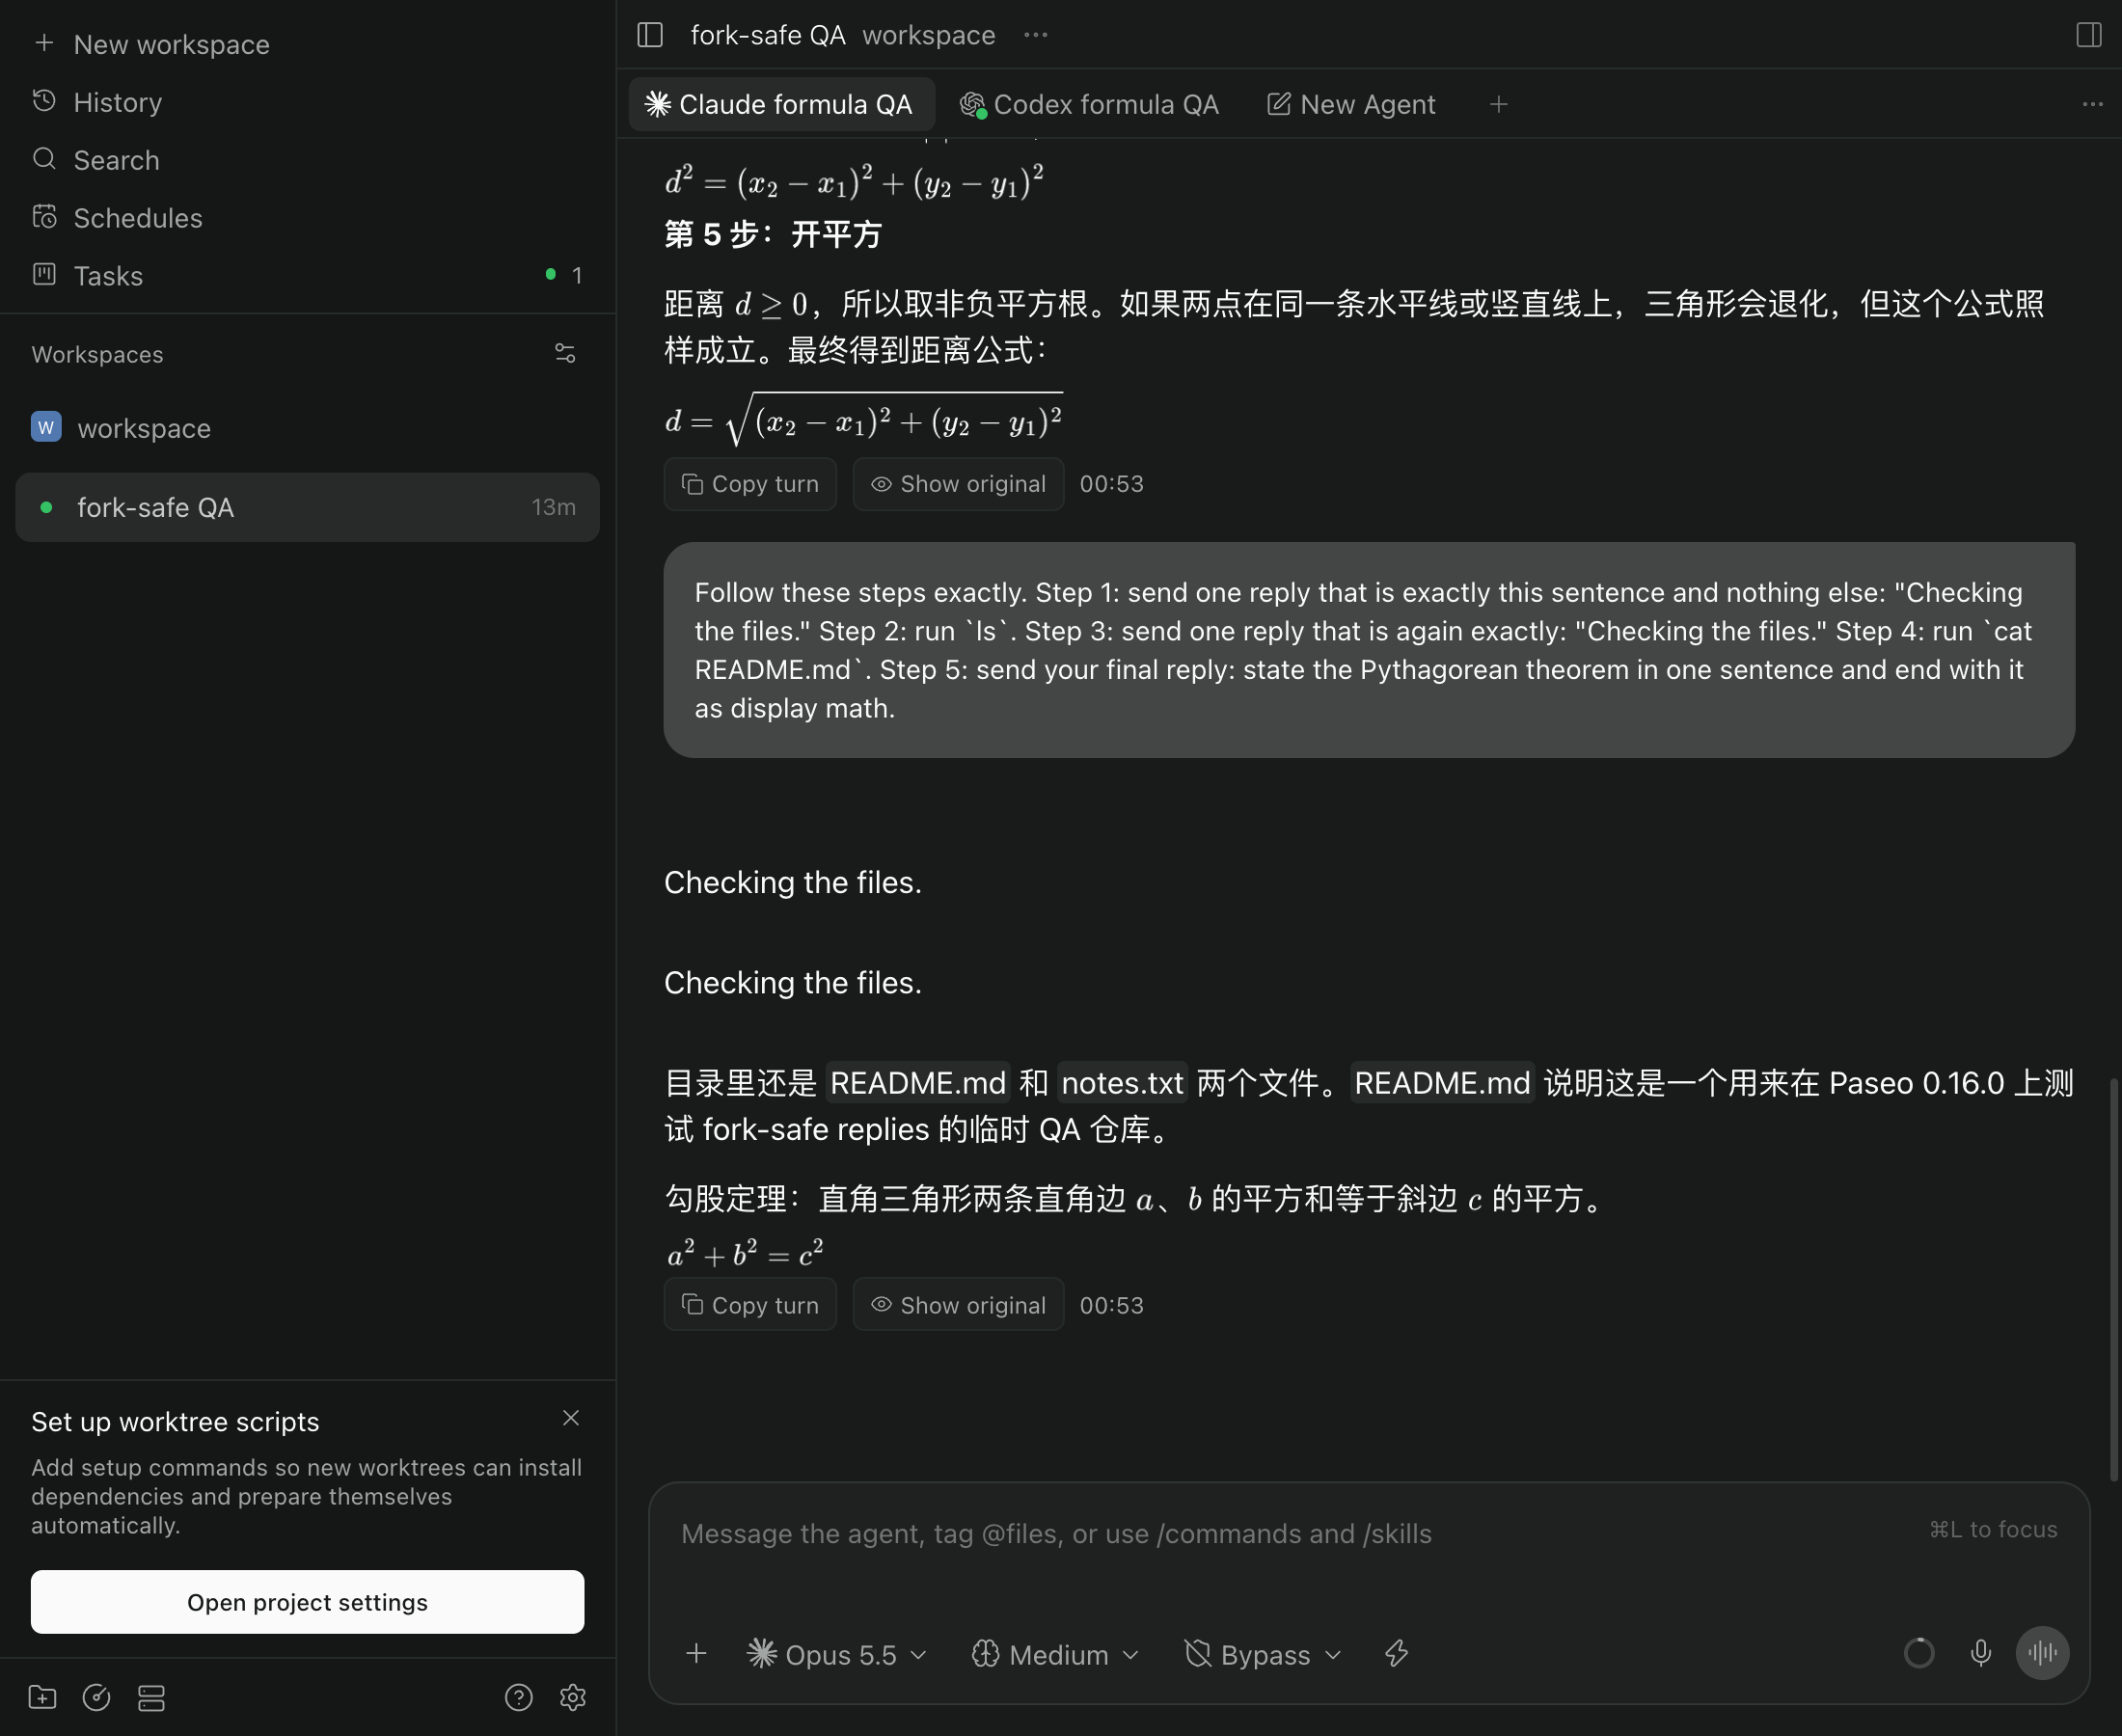 New workspace
History
Search
Schedules
Tasks 1
Workspaces
W workspace
fork-safe QA 13m
Set up worktree scripts
Add setup commands so new worktrees can install
dependencies and prepare themselves
automatically.
Open project settings
fork-safe QA workspace
Claude formula QA Codex formula QA New Agent
d² = (x₂ − x₁)² + (y₂ − y₁)²
第 5 步：开平方
距离 d ≥ 0，所以取非负平方根。如果两点在同一条水平线或竖直线上，三角形会退化，但这个公式照
样成立。最终得到距离公式：
d = √((x₂ − x₁)² + (y₂ − y₁)²)
Copy turn Show original 00:53
Follow these steps exactly. Step 1: send one reply that is exactly this sentence and nothing else: "Checking
the files." Step 2: run `ls`. Step 3: send one reply that is again exactly: "Checking the files." Step 4: run `cat
README.md`. Step 5: send your final reply: state the Pythagorean theorem in one sentence and end with it
as display math.
Checking the files.
Checking the files.
目录里还是 README.md 和 notes.txt 两个文件。README.md 说明这是一个用来在 Paseo 0.16.0 上测
试 fork-safe replies 的临时 QA 仓库。
勾股定理：直角三角形两条直角边 a、b 的平方和等于斜边 c 的平方。
a² + b² = c²
Copy turn Show original 00:53
Message the agent, tag @files, or use /commands and /skills ⌘L to focus
Opus 5.5 Medium Bypass